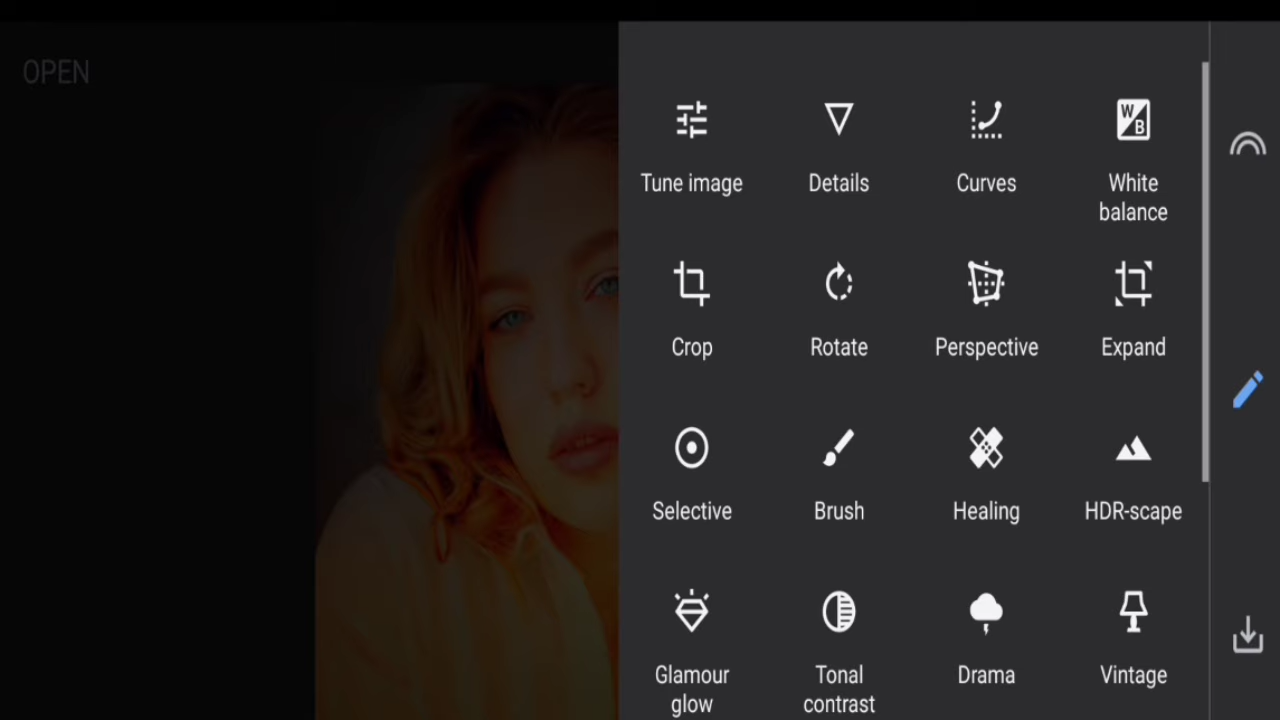 OPEN
Tune image
Details
Curves
W
B
White
balance
Crop
Rotate
Perspective
Expand
Selective
Brush
Healing
HDR-scape
Glamour
glow
Tonal
contrast
Drama
Vintage